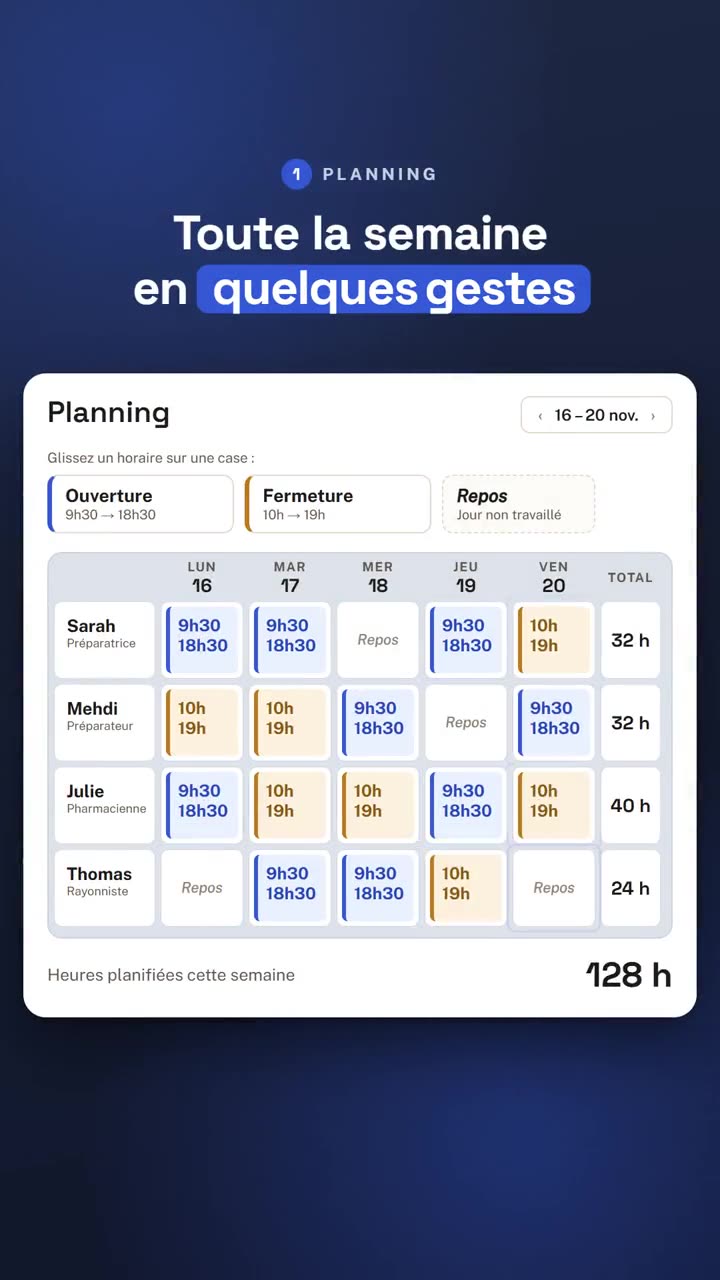 1 PLANNING
Toute la semaine
en quelques gestes
Planning
‹ 16 – 20 nov. ›
Glissez un horaire sur une case :
Ouverture
9h30 → 18h30
Fermeture
10h → 19h
Repos
Jour non travaillé
LUN MAR MER JEU VEN TOTAL
16 17 18 19 20
Sarah
Préparatrice
9h30
18h30
9h30
18h30
Repos
9h30
18h30
10h
19h
32 h
Mehdi
Préparateur
10h
19h
10h
19h
9h30
18h30
Repos
9h30
18h30
32 h
Julie
Pharmacienne
9h30
18h30
10h
19h
10h
19h
9h30
18h30
10h
19h
40 h
Thomas
Rayonniste
Repos
9h30
18h30
9h30
18h30
10h
19h
Repos
24 h
Heures planifiées cette semaine
128 h